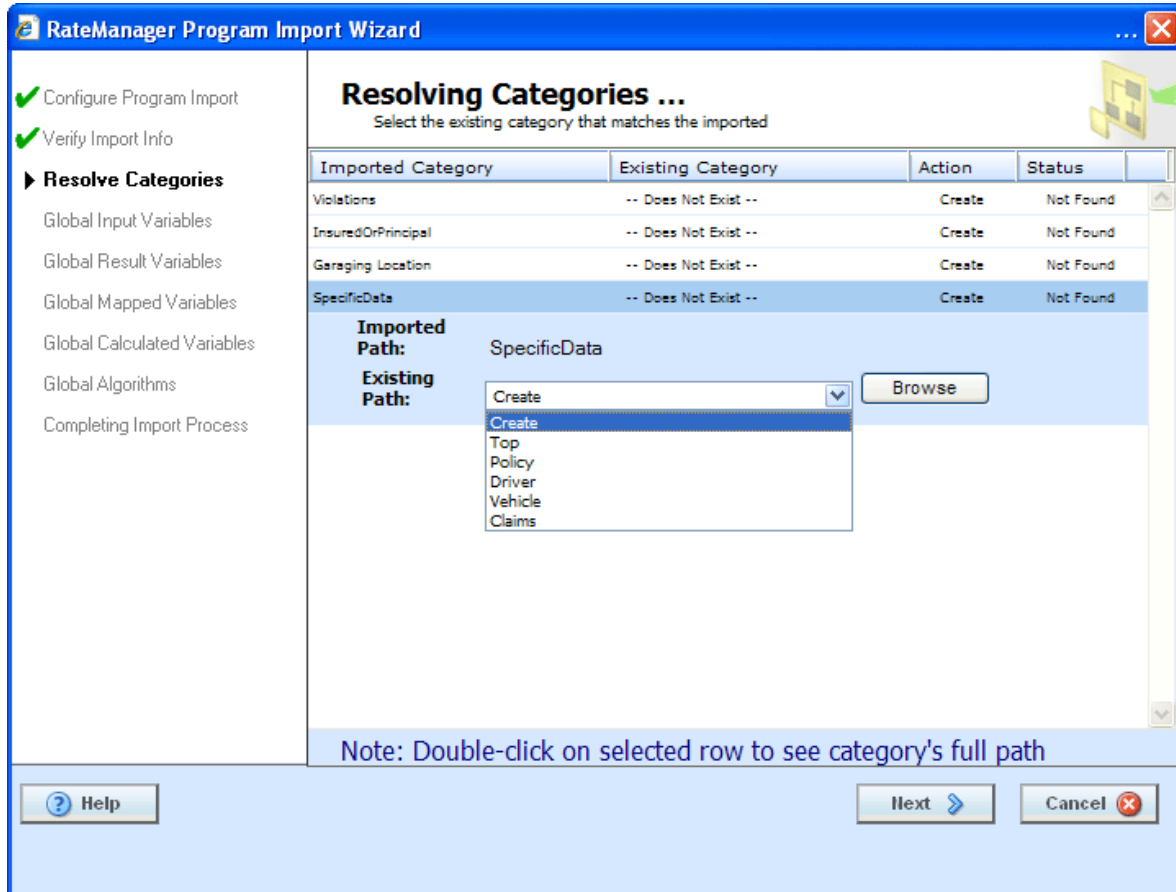 RateManager Program Import Wizard ...
Configure Program Import
Verify Import Info
Resolve Categories
Global Input Variables
Global Result Variables
Global Mapped Variables
Global Calculated Variables
Global Algorithms
Completing Import Process
Resolving Categories ...
Select the existing category that matches the imported
Imported Category Existing Category Action Status
Violations -- Does Not Exist -- Create Not Found
InsuredOrPrincipal -- Does Not Exist -- Create Not Found
Garaging Location -- Does Not Exist -- Create Not Found
SpecificData -- Does Not Exist -- Create Not Found
Imported
Path: SpecificData
Existing
Path: Create Browse
Create
Top
Policy
Driver
Vehicle
Claims
Note: Double-click on selected row to see category's full path
? Help Next Cancel